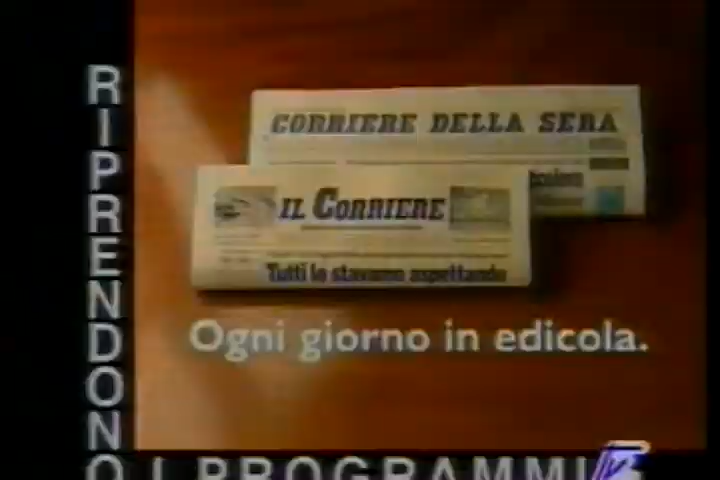 RIPRENDONO
CORRIERE DELLA SERA
IL CORRIERE
Tutti lo stavamo aspettando
Ogni giorno in edicola.
I PROGRAMMI